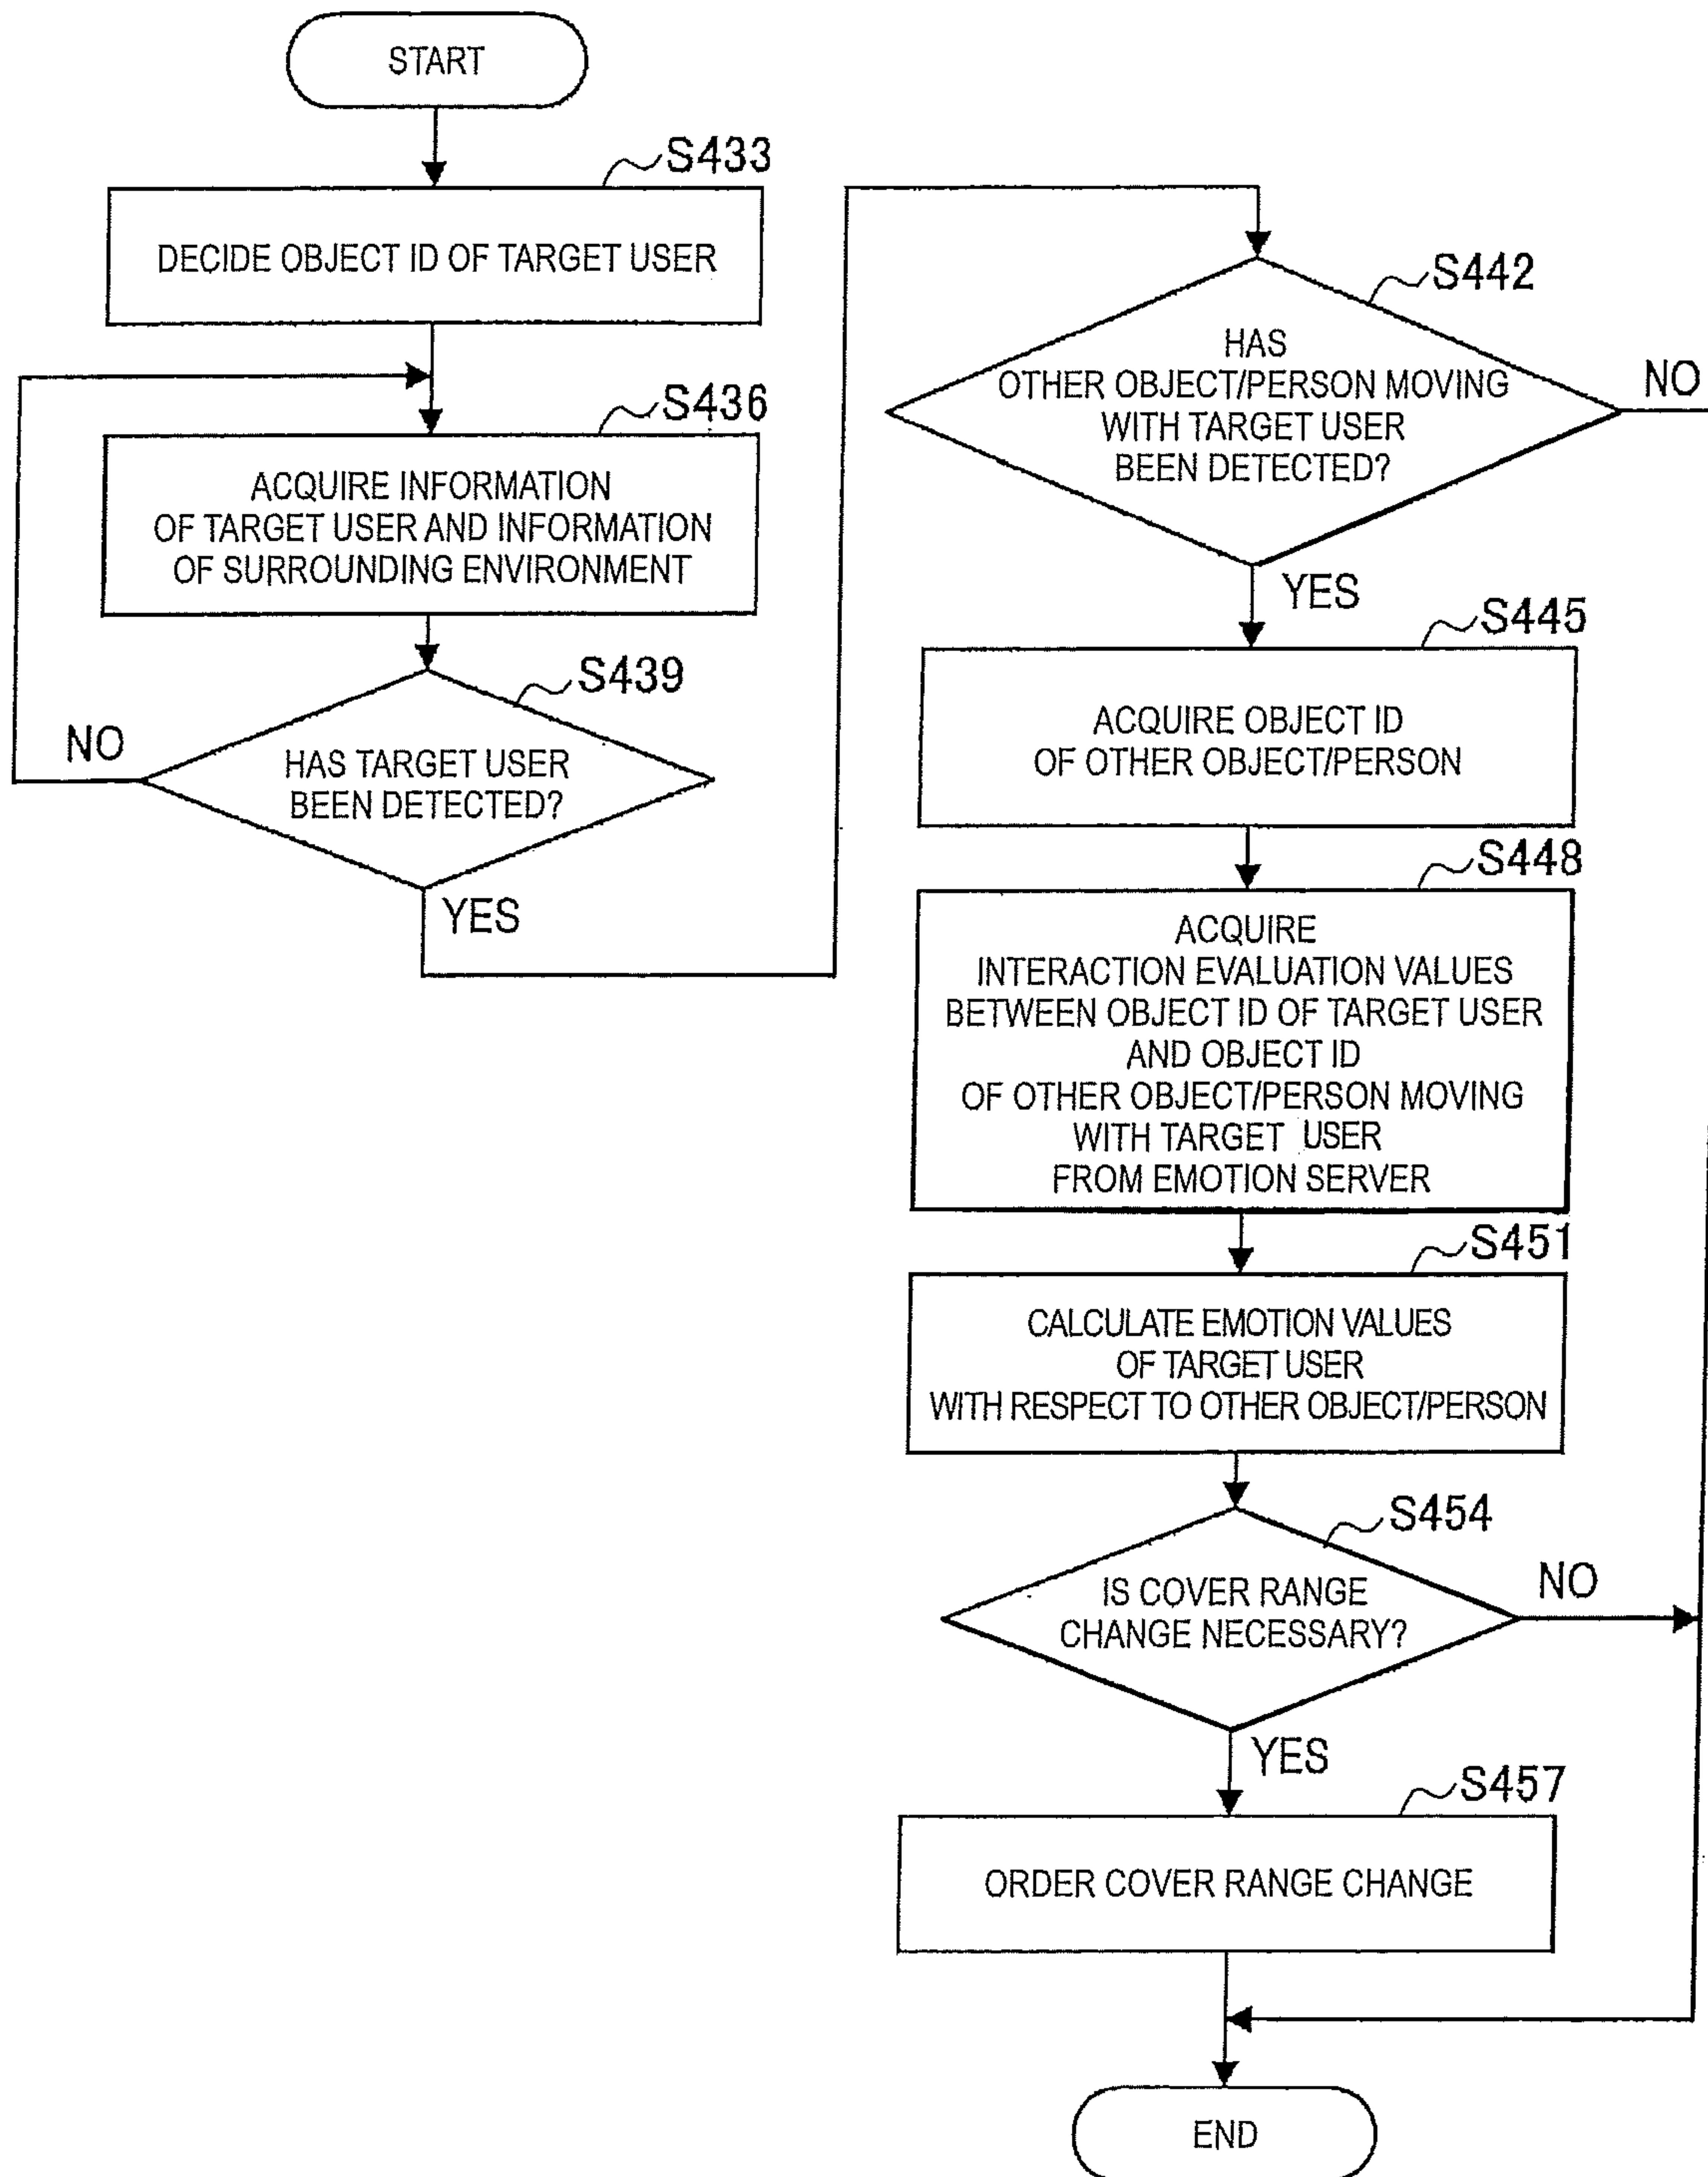 START
S433
DECIDE OBJECT ID OF TARGET USER
S436
ACQUIRE INFORMATION
OF TARGET USER AND INFORMATION
OF SURROUNDING ENVIRONMENT
S439
NO
HAS TARGET USER
BEEN DETECTED?
YES
S442
HAS
OTHER OBJECT/PERSON MOVING
WITH TARGET USER
BEEN DETECTED?
NO
YES
S445
ACQUIRE OBJECT ID
OF OTHER OBJECT/PERSON
S448
ACQUIRE
INTERACTION EVALUATION VALUES
BETWEEN OBJECT ID OF TARGET USER
AND OBJECT ID
OF OTHER OBJECT/PERSON MOVING
WITH TARGET USER
FROM EMOTION SERVER
S451
CALCULATE EMOTION VALUES
OF TARGET USER
WITH RESPECT TO OTHER OBJECT/PERSON
S454
IS COVER RANGE
CHANGE NECESSARY?
NO
YES
S457
ORDER COVER RANGE CHANGE
END